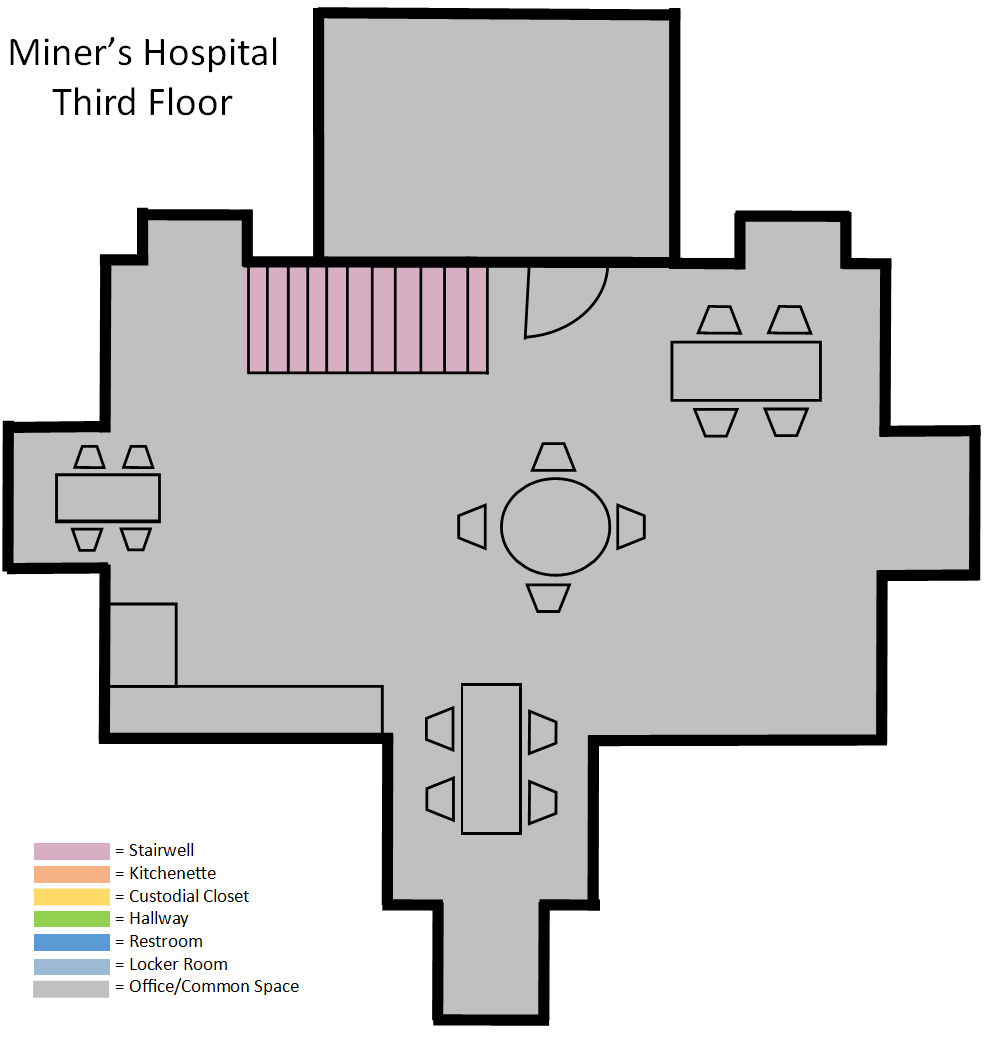 Miner’s Hospital
Third Floor
= Stairwell
= Kitchenette
= Custodial Closet
= Hallway
= Restroom
= Locker Room
= Office/Common Space